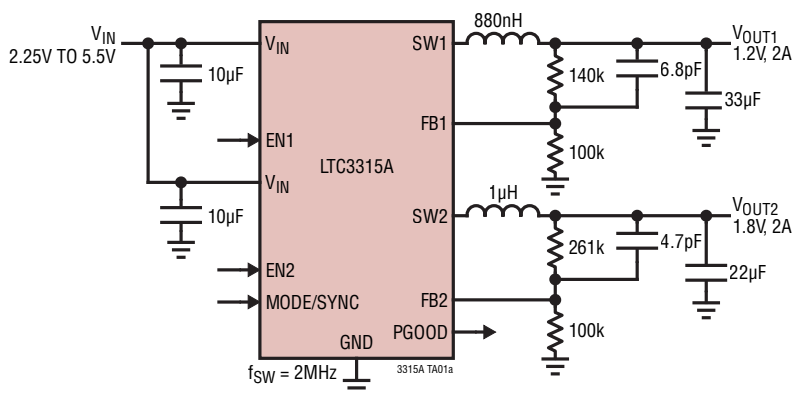 VIN
2.25V TO 5.5V
10µF
VIN
EN1
VIN
10µF
EN2
MODE/SYNC
GND
fSW = 2MHz
LTC3315A
SW1
FB1
SW2
FB2
PGOOD
3315A TA01a
880nH
140k
6.8pF
33µF
100k
VOUT1
1.2V, 2A
1µH
261k
4.7pF
22µF
100k
VOUT2
1.8V, 2A